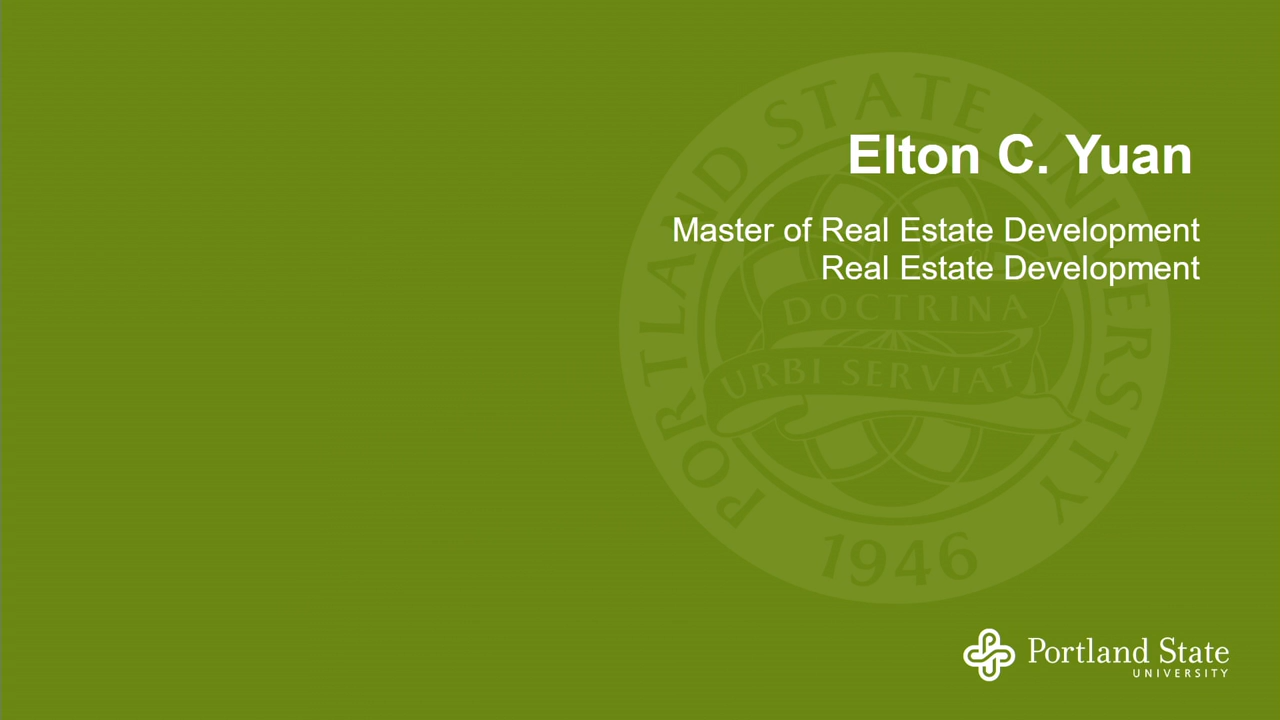 Elton C. Yuan
Master of Real Estate Development
Real Estate Development
PORTLAND STATE UNIVERSITY
DOCTRINA
URBI SERVIAT
1946
Portland State
UNIVERSITY